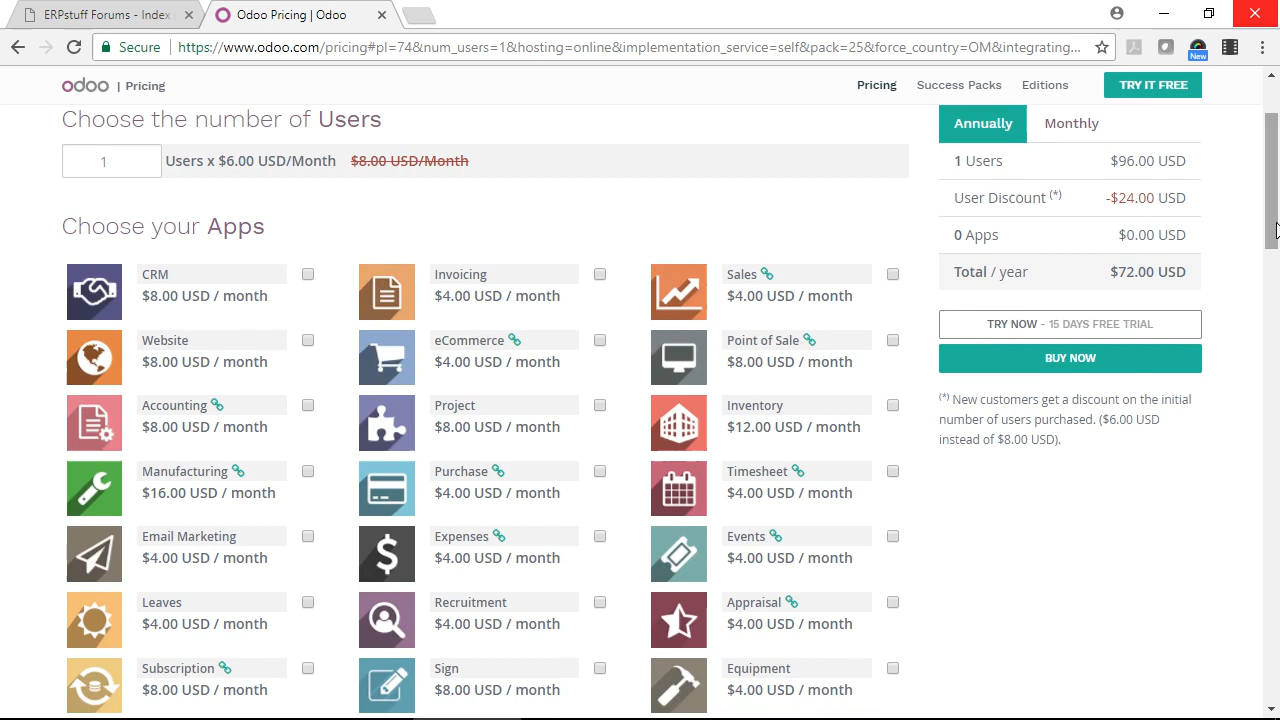 ERPstuff Forums - Index
Odoo Pricing | Odoo
Secure
https://www.odoo.com/pricing#pl=74&num_users=1&hosting=online&implementation_service=self&pack=25&force_country=OM&integrating...
New
odoo | Pricing
Pricing
Success Packs
Editions
TRY IT FREE
Choose the number of Users
1
Users x $6.00 USD/Month
$8.00 USD/Month
Choose your Apps
CRM
$8.00 USD / month
Invoicing
$4.00 USD / month
Sales
$4.00 USD / month
Website
$8.00 USD / month
eCommerce
$4.00 USD / month
Point of Sale
$8.00 USD / month
Accounting
$8.00 USD / month
Project
$8.00 USD / month
Inventory
$12.00 USD / month
Manufacturing
$16.00 USD / month
Purchase
$4.00 USD / month
Timesheet
$4.00 USD / month
Email Marketing
$4.00 USD / month
Expenses
$4.00 USD / month
Events
$4.00 USD / month
Leaves
$4.00 USD / month
Recruitment
$4.00 USD / month
Appraisal
$4.00 USD / month
Subscription
$8.00 USD / month
Sign
$8.00 USD / month
Equipment
$4.00 USD / month
Annually
Monthly
1 Users $96.00 USD
User Discount (*) -$24.00 USD
0 Apps $0.00 USD
Total / year $72.00 USD
TRY NOW - 15 DAYS FREE TRIAL
BUY NOW
(*) New customers get a discount on the initial
number of users purchased. ($6.00 USD
instead of $8.00 USD).